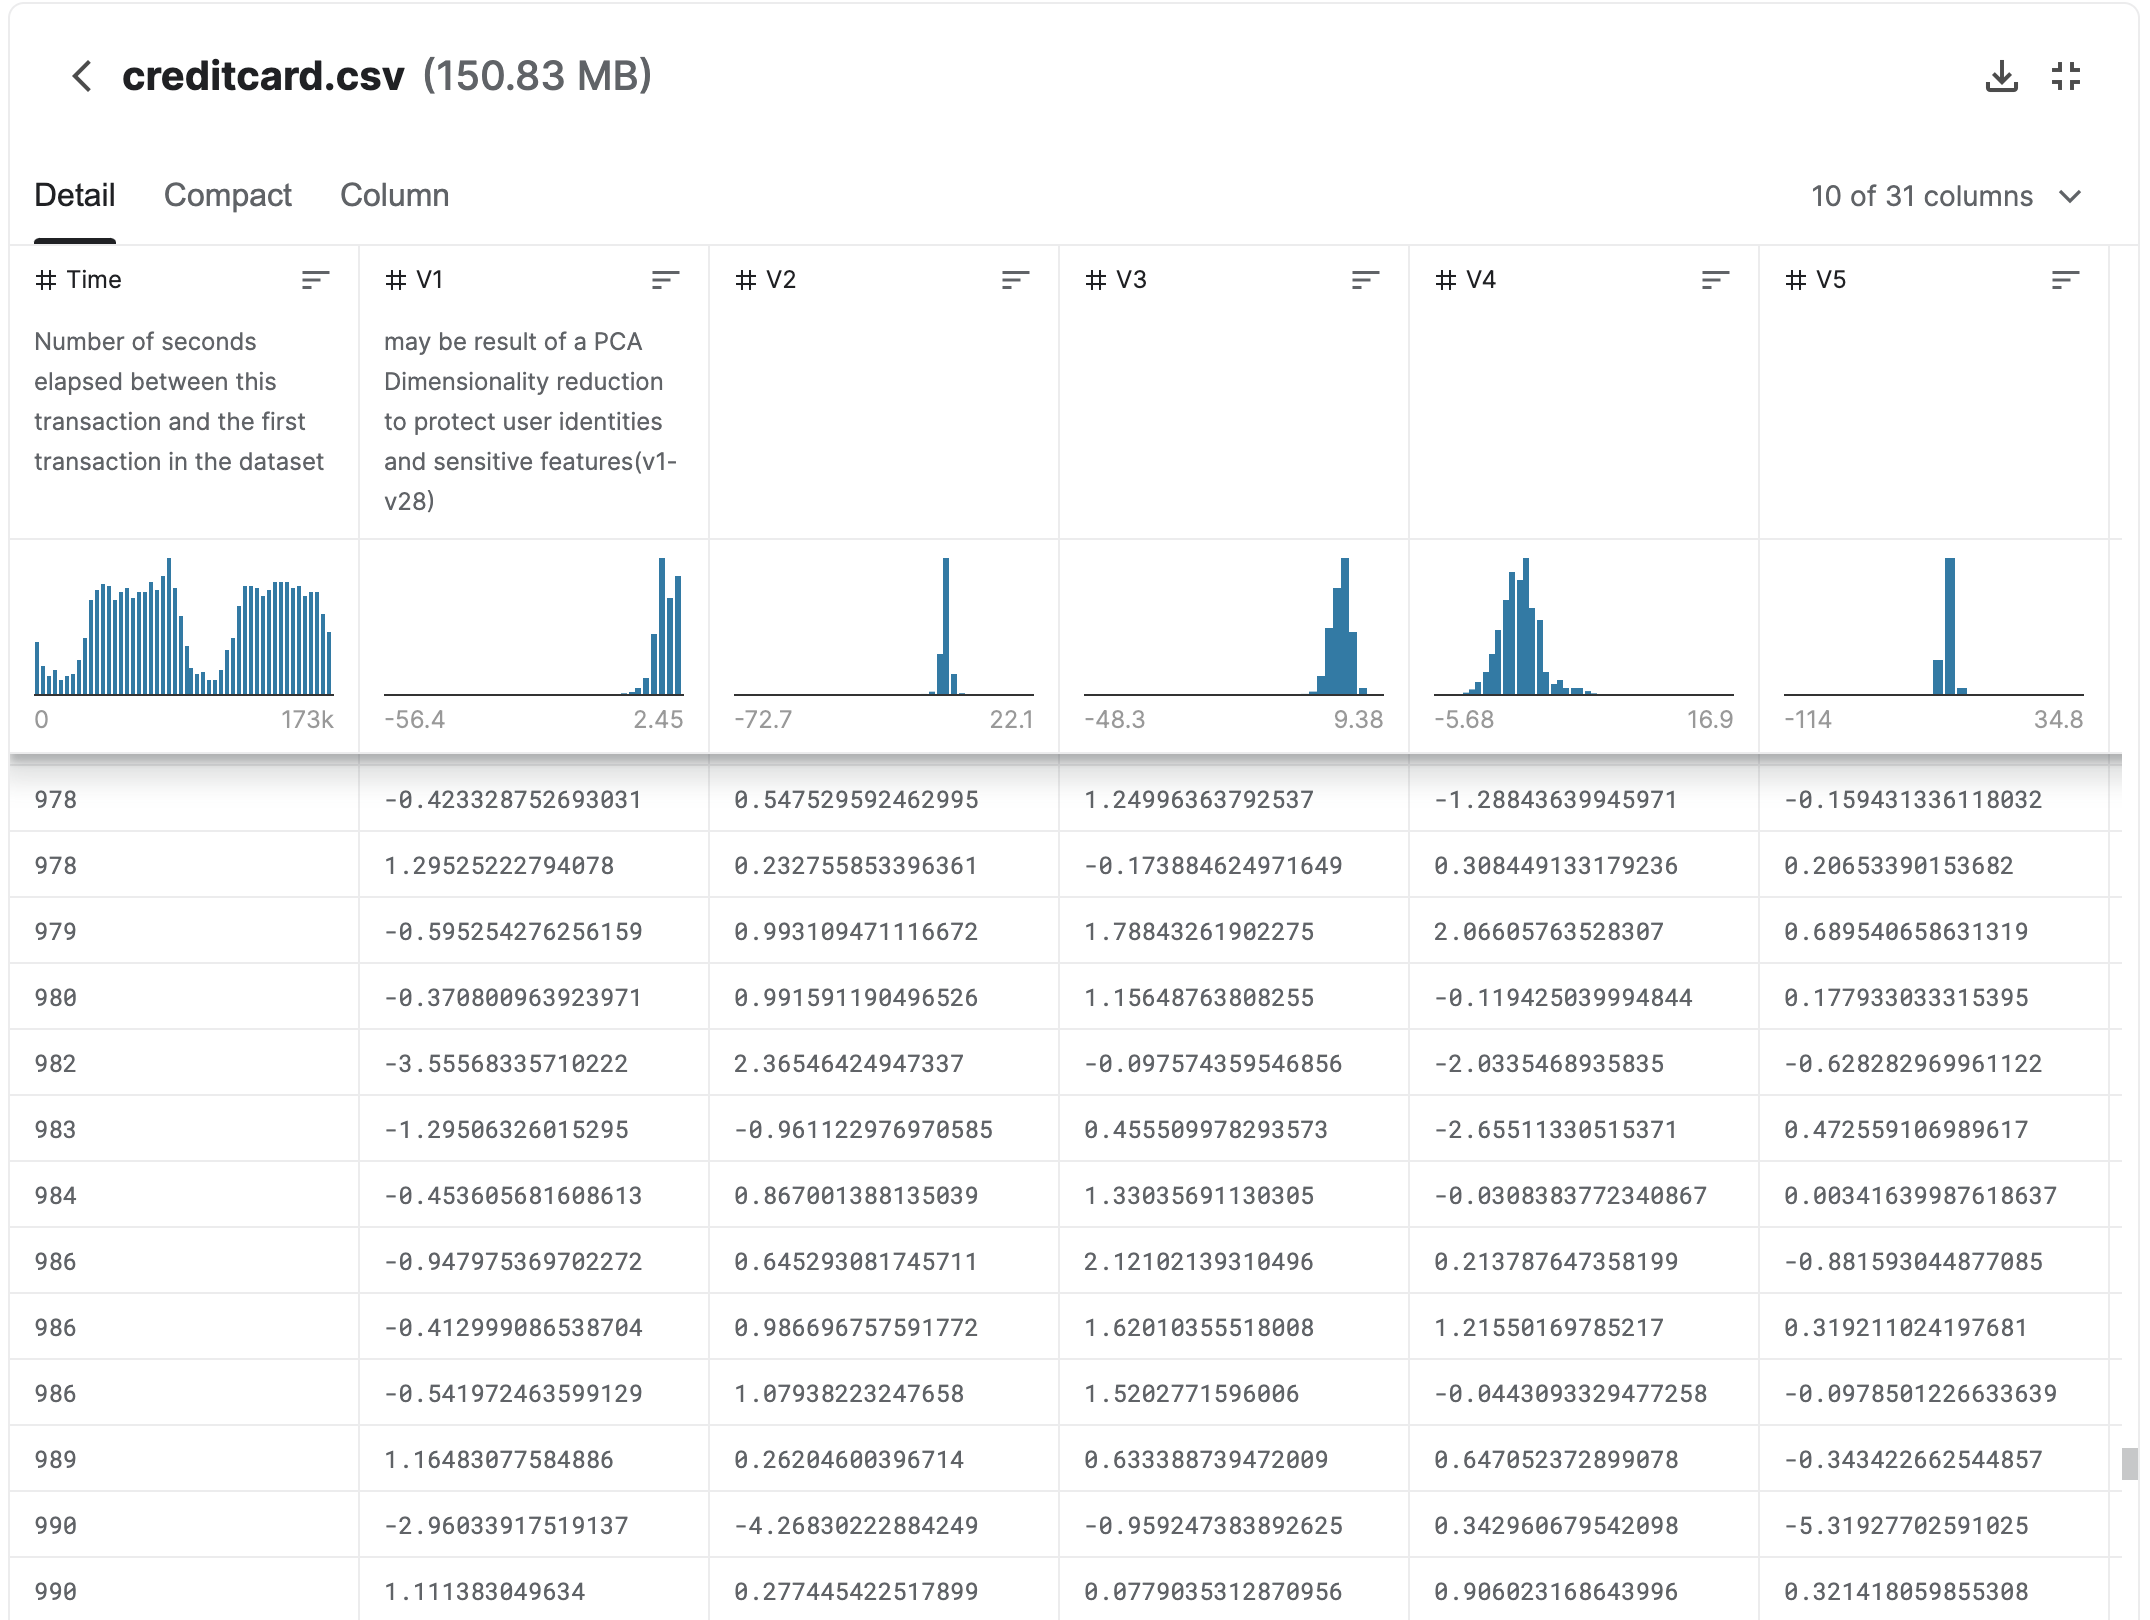 creditcard.csv (150.83 MB)
Detail Compact Column 10 of 31 columns
# Time # V1 # V2 # V3 # V4 # V5
Number of seconds
elapsed between this
transaction and the first
transaction in the dataset
may be result of a PCA
Dimensionality reduction
to protect user identities
and sensitive features(v1-
v28)
0 173k -56.4 2.45 -72.7 22.1 -48.3 9.38 -5.68 16.9 -114 34.8
978 -0.423328752693031 0.547529592462995 1.24996363792537 -1.28843639945971 -0.159431336118032
978 1.29525222794078 0.232755853396361 -0.173884624971649 0.308449133179236 0.20653390153682
979 -0.595254276256159 0.993109471116672 1.78843261902275 2.06605763528307 0.689540658631319
980 -0.370800963923971 0.991591190496526 1.15648763808255 -0.119425039994844 0.177933033315395
982 -3.55568335710222 2.36546424947337 -0.097574359546856 -2.0335468935835 -0.628282969961122
983 -1.29506326015295 -0.961122976970585 0.455509978293573 -2.65511330515371 0.472559106989617
984 -0.453605681608613 0.867001388135039 1.33035691130305 -0.0308383772340867 0.00341639987618637
986 -0.947975369702272 0.645293081745711 2.12102139310496 0.213787647358199 -0.881593044877085
986 -0.412999086538704 0.986696757591772 1.62010355518008 1.21550169785217 0.319211024197681
986 -0.541972463599129 1.07938223247658 1.5202771596006 -0.0443093329477258 -0.0978501226633639
989 1.16483077584886 0.26204600396714 0.633388739472009 0.647052372899078 -0.343422662544857
990 -2.96033917519137 -4.26830222884249 -0.959247383892625 0.342960679542098 -5.31927702591025
990 1.111383049634 0.277445422517899 0.0779035312870956 0.906023168643996 0.321418059855308